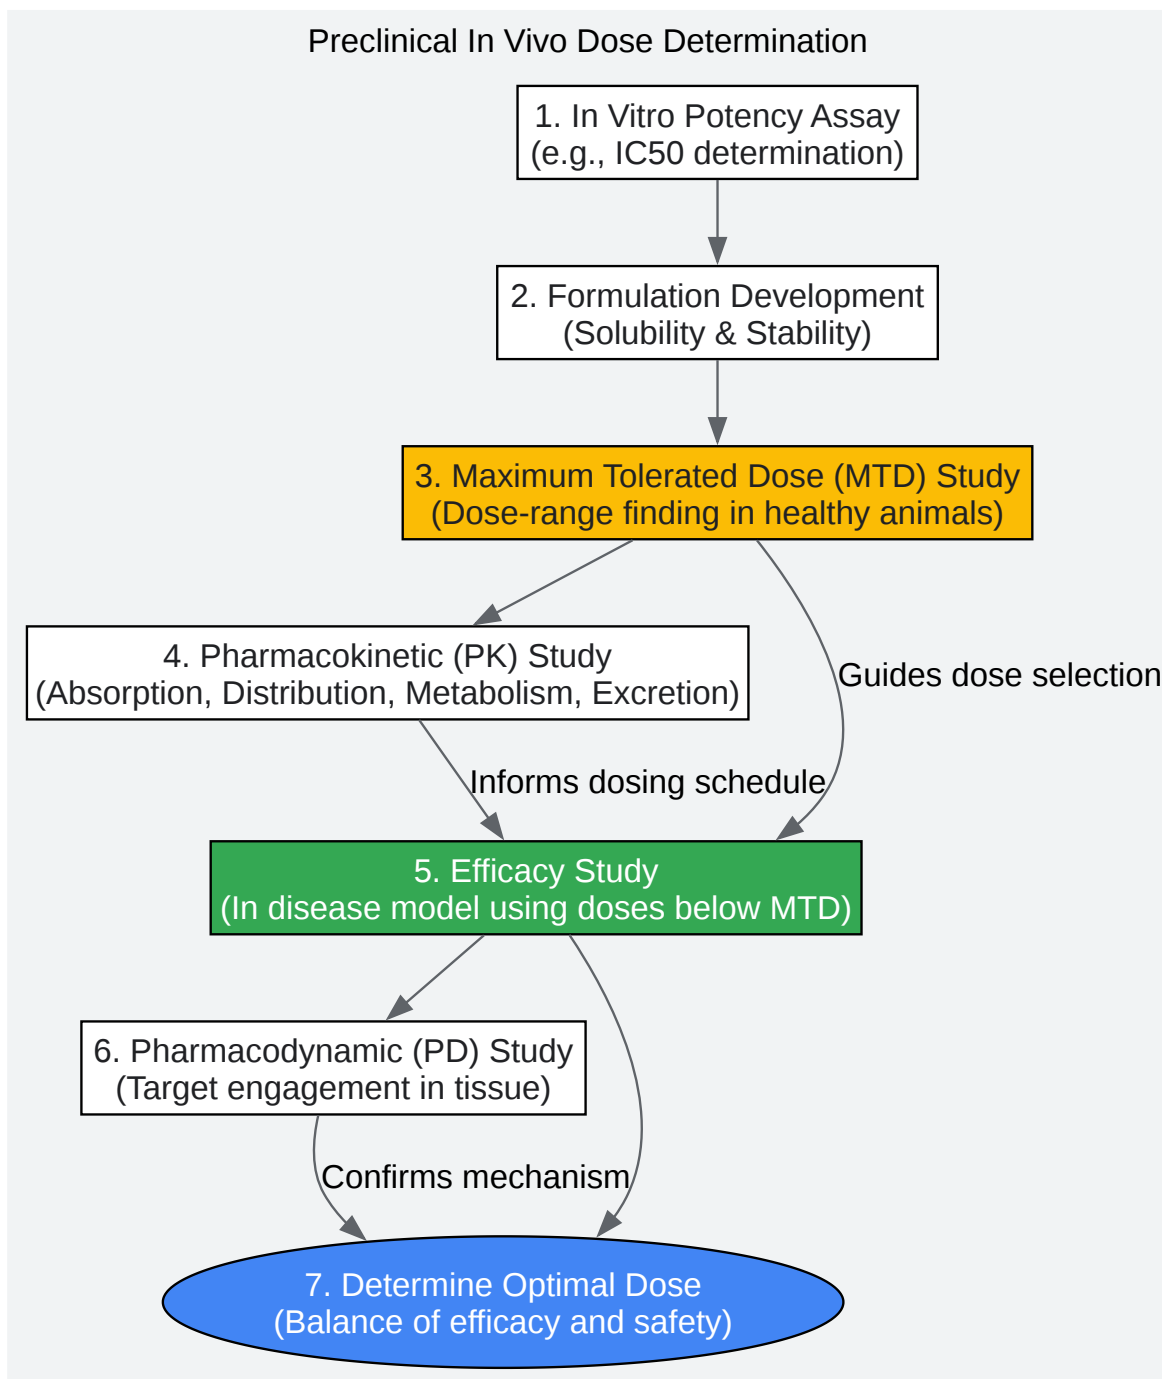 Preclinical In Vivo Dose Determination
1. In Vitro Potency Assay
(e.g., IC50 determination)
2. Formulation Development
(Solubility & Stability)
3. Maximum Tolerated Dose (MTD) Study
(Dose-range finding in healthy animals)
4. Pharmacokinetic (PK) Study
(Absorption, Distribution, Metabolism, Excretion)
Guides dose selection
Informs dosing schedule
5. Efficacy Study
(In disease model using doses below MTD)
6. Pharmacodynamic (PD) Study
(Target engagement in tissue)
Confirms mechanism
7. Determine Optimal Dose
(Balance of efficacy and safety)